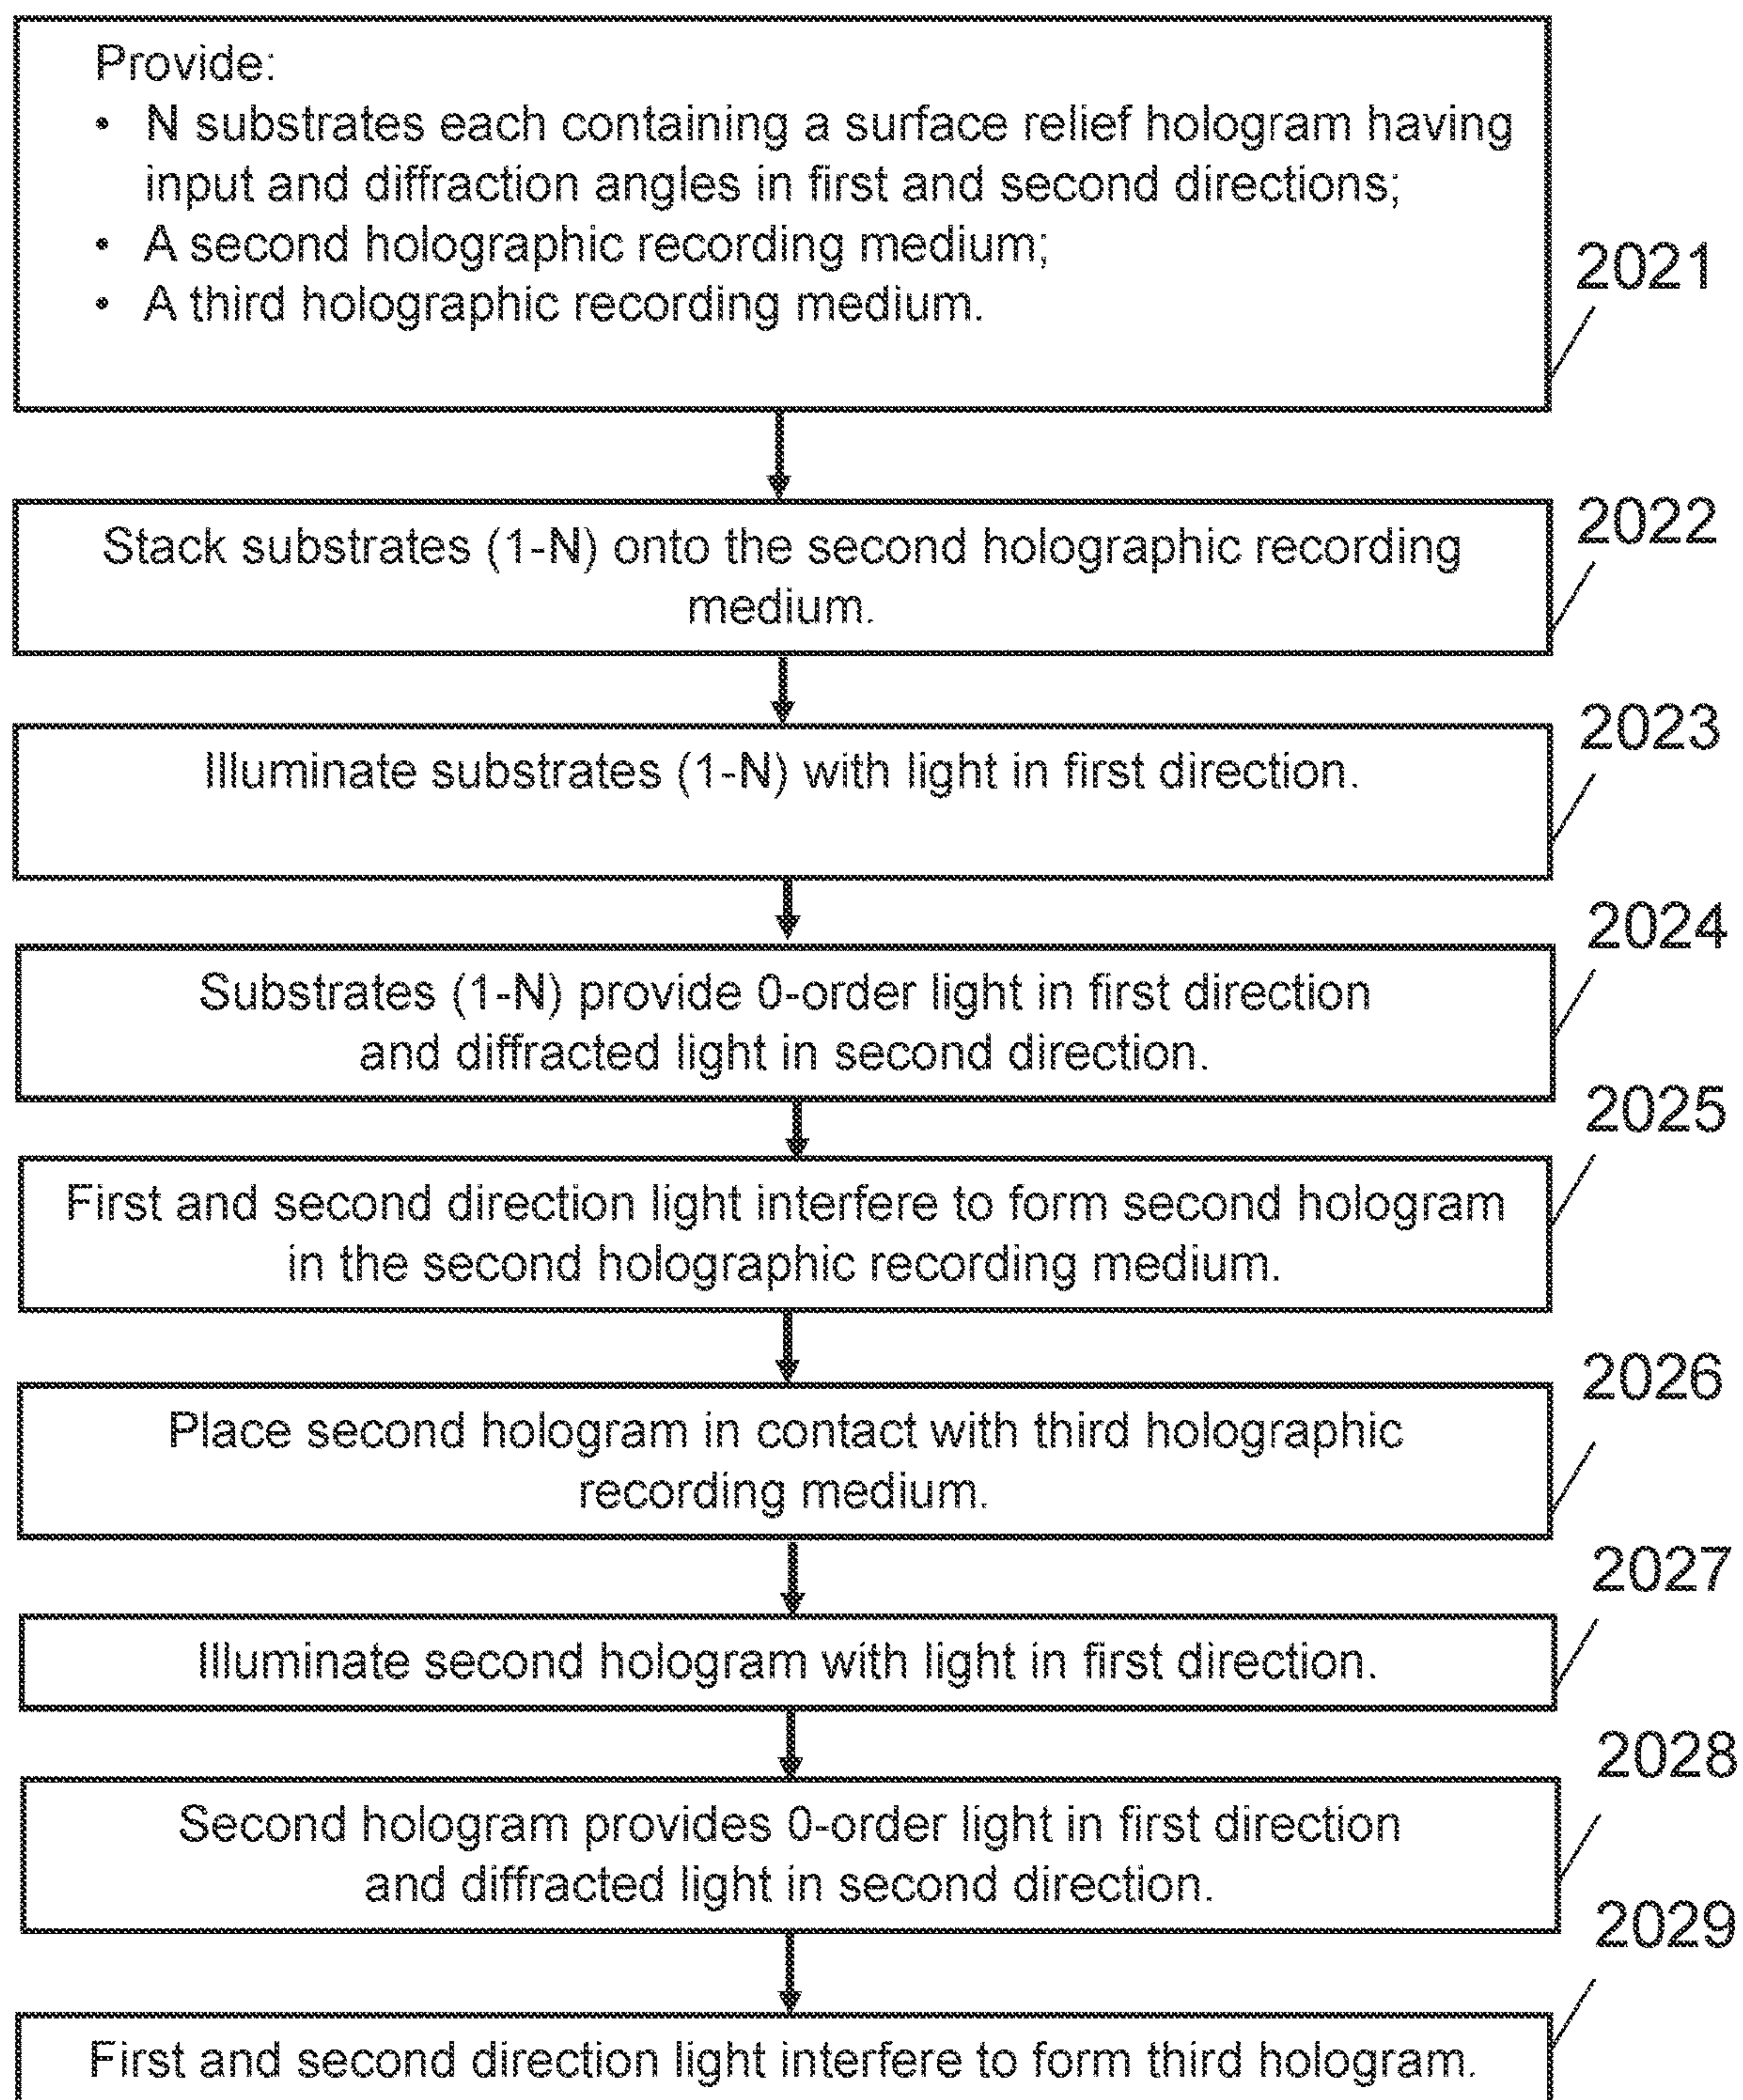 Provide:
• N substrates each containing a surface relief hologram having
input and diffraction angles in first and second directions;
• A second holographic recording medium;
• A third holographic recording medium.
2021
Stack substrates (1-N) onto the second holographic recording
medium.
2022
Illuminate substrates (1-N) with light in first direction.
2023
Substrates (1-N) provide 0-order light in first direction
and diffracted light in second direction.
2024
First and second direction light interfere to form second hologram
in the second holographic recording medium.
2025
Place second hologram in contact with third holographic
recording medium.
2026
Illuminate second hologram with light in first direction.
2027
Second hologram provides 0-order light in first direction
and diffracted light in second direction.
2028
First and second direction light interfere to form third hologram.
2029